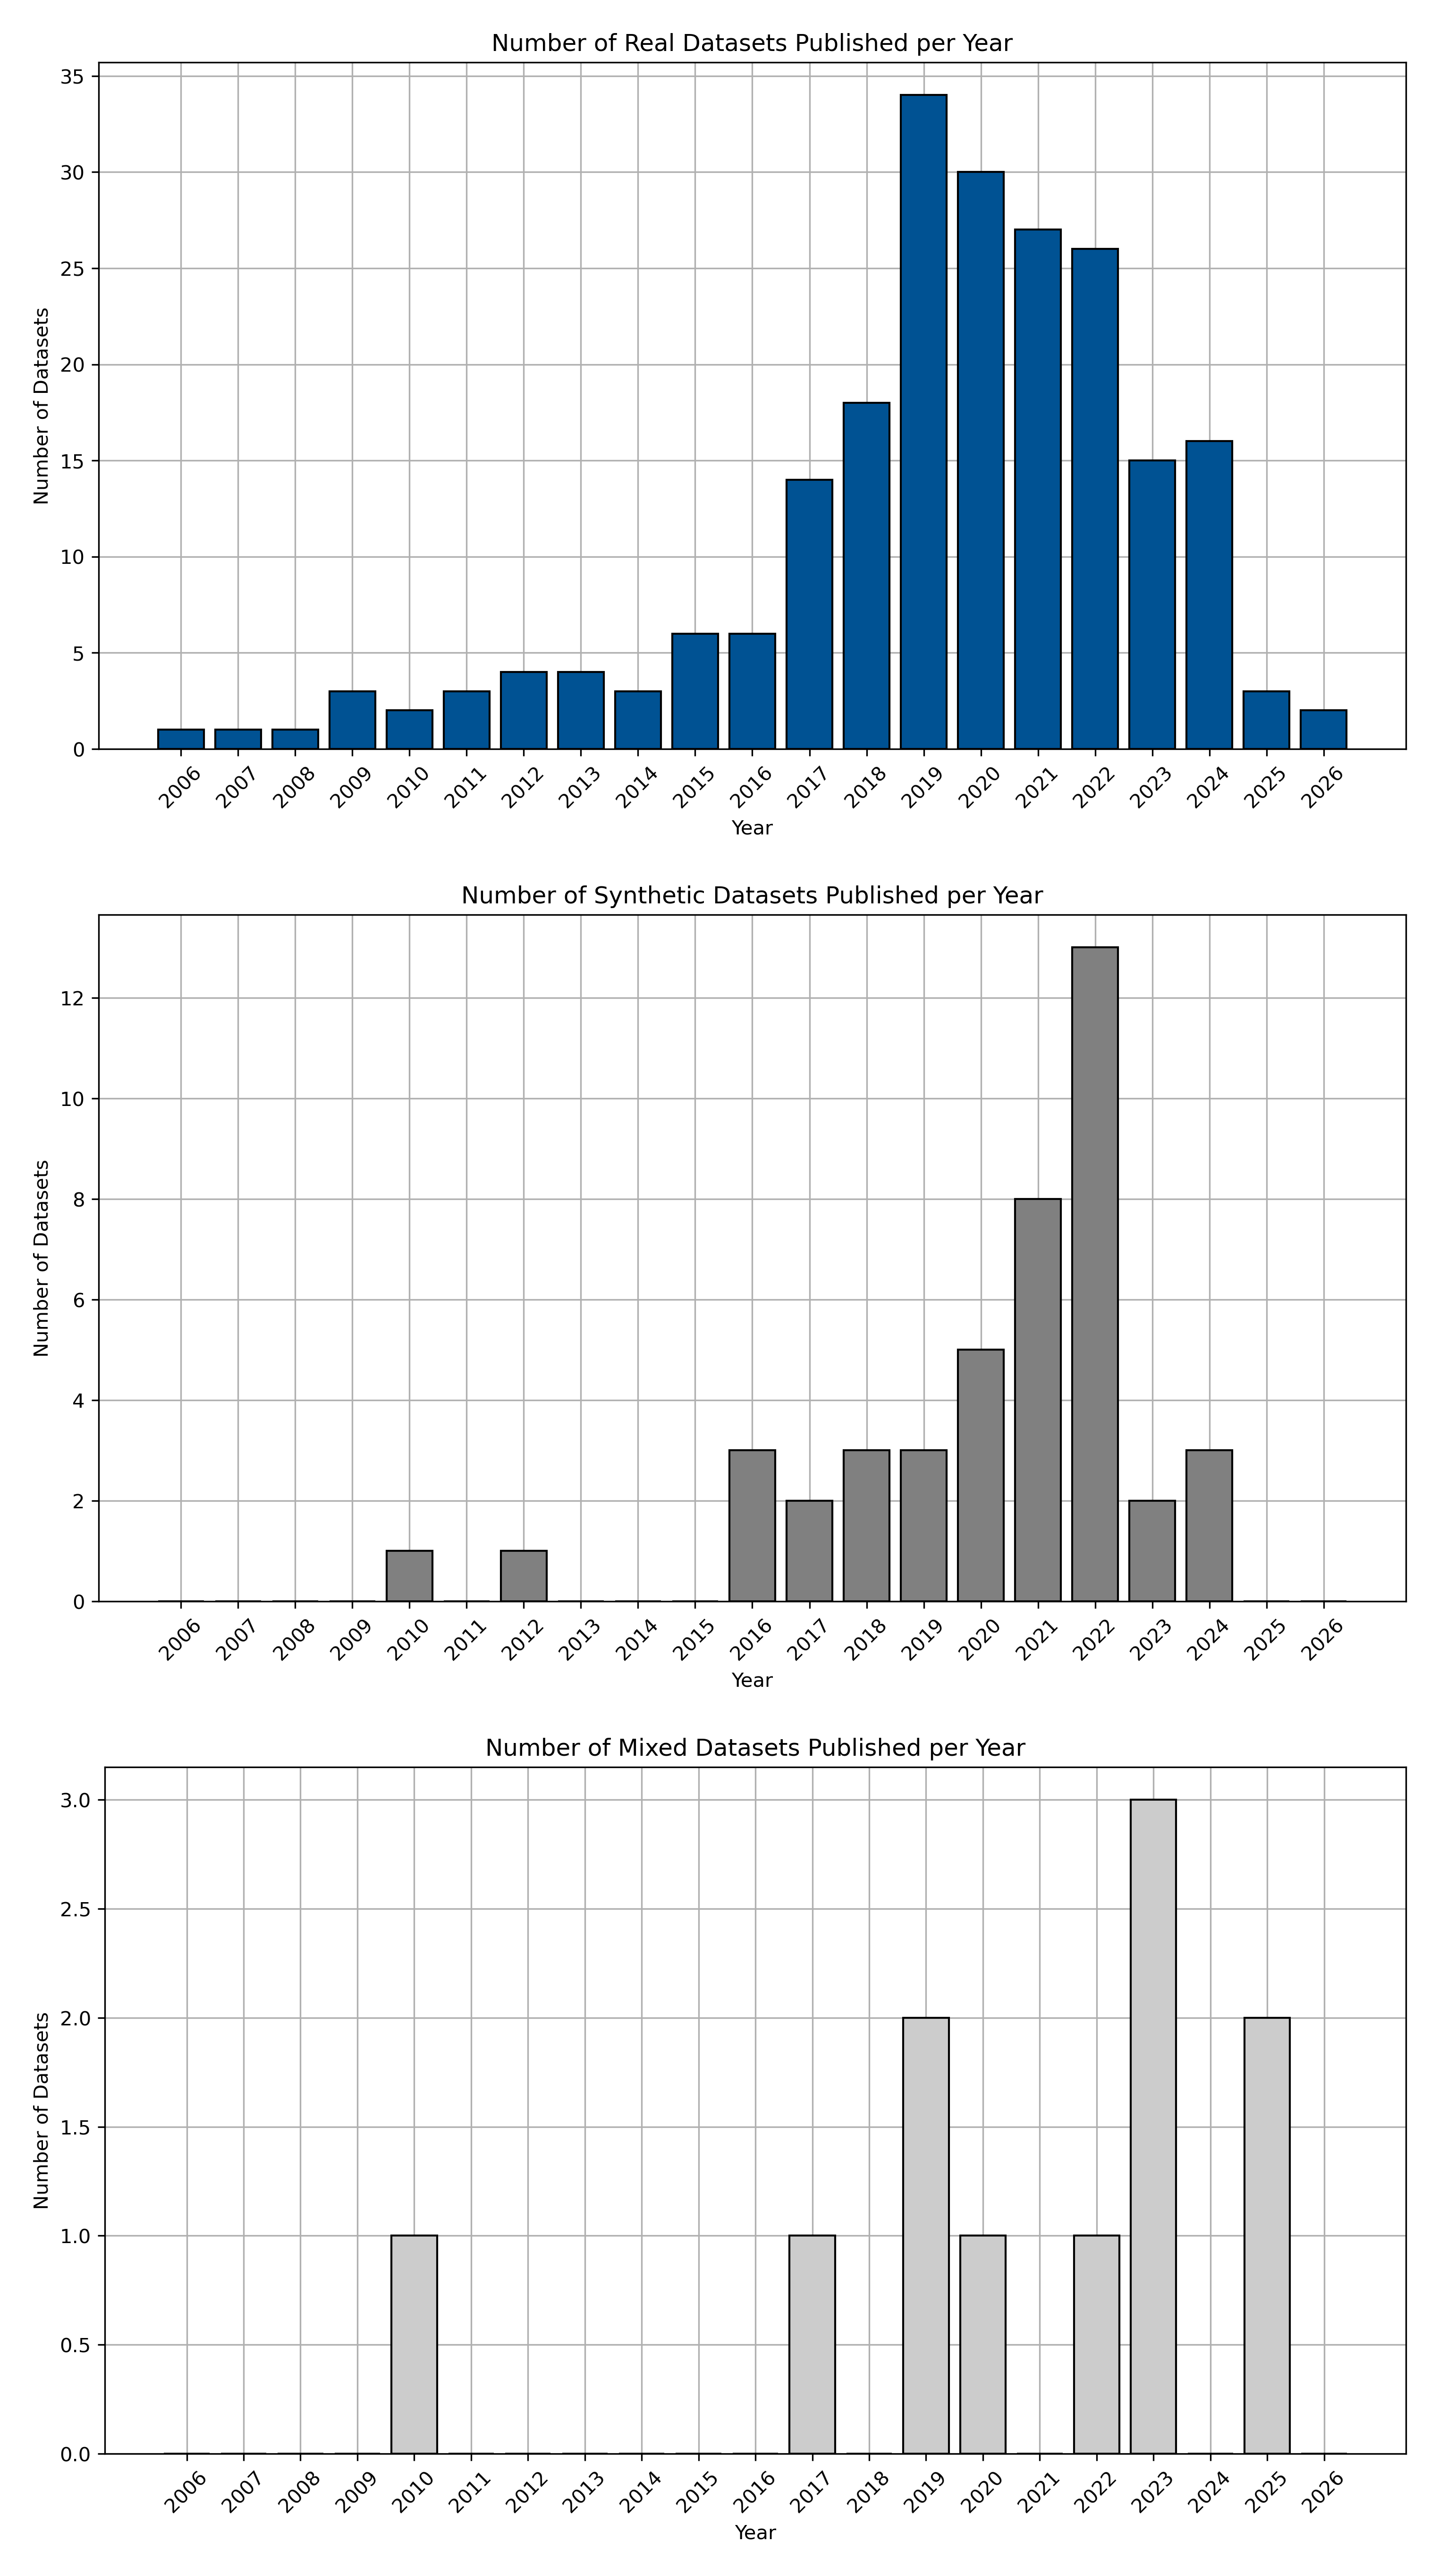 Number of Real Datasets Published per Year
35
30
25
20
15
10
5
0
Number of Datasets
2006 2007 2008 2009 2010 2011 2012 2013 2014 2015 2016 2017 2018 2019 2020 2021 2022 2023 2024 2025 2026
Year
Number of Synthetic Datasets Published per Year
12
10
8
6
4
2
0
Number of Datasets
2006 2007 2008 2009 2010 2011 2012 2013 2014 2015 2016 2017 2018 2019 2020 2021 2022 2023 2024 2025 2026
Year
Number of Mixed Datasets Published per Year
3.0
2.5
2.0
1.5
1.0
0.5
0.0
Number of Datasets
2006 2007 2008 2009 2010 2011 2012 2013 2014 2015 2016 2017 2018 2019 2020 2021 2022 2023 2024 2025 2026
Year